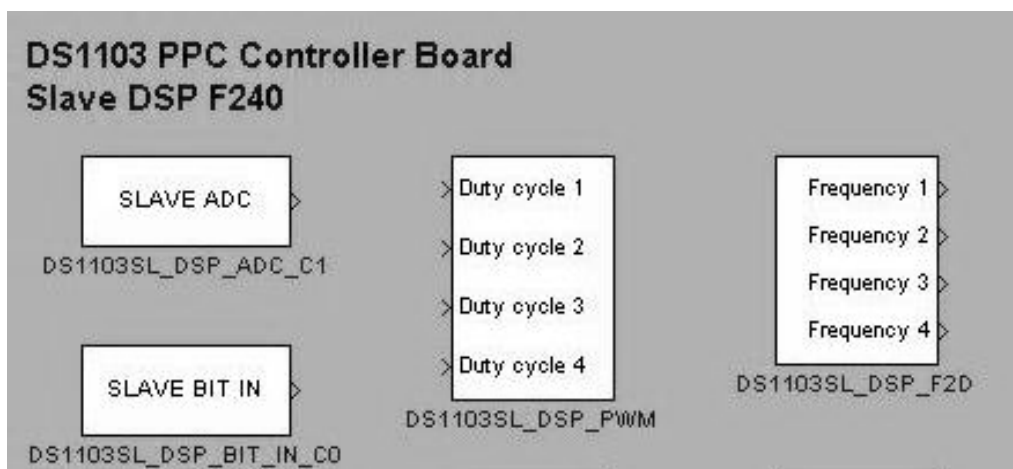 DS1103 PPC Controller Board
Slave DSP F240
SLAVE ADC
DS1103SL_DSP_ADC_C1
SLAVE BIT IN
DS1103SL_DSP_BIT_IN_C0
Duty cycle 1
Duty cycle 2
Duty cycle 3
Duty cycle 4
DS1103SL_DSP_PWM
Frequency 1
Frequency 2
Frequency 3
Frequency 4
DS1103SL_DSP_F2D